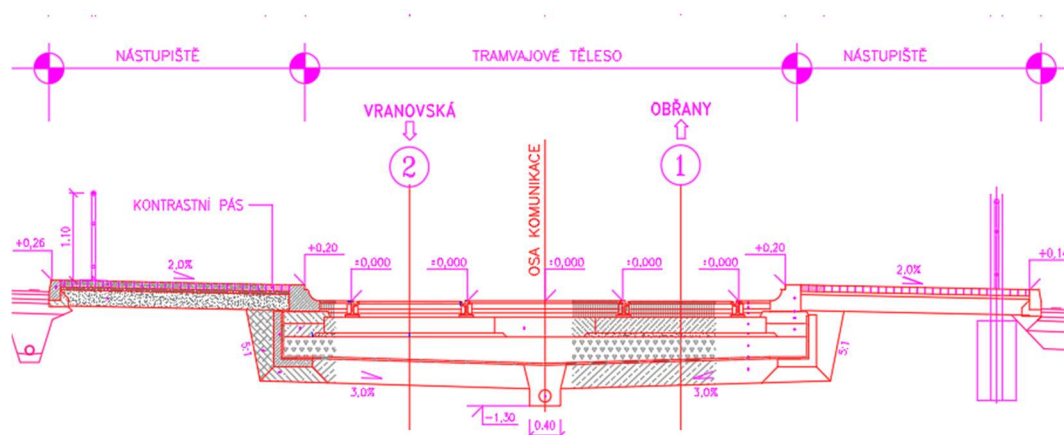 NÁSTUPIŠTĚ
TRAMVAJOVÉ TĚLESO
NÁSTUPIŠTĚ
VRANOVSKÁ
OBŘANY
2
1
OSA KOMUNIKACE
KONTRASTNÍ PÁS
1.10
+0,26
2,0%
+0,20
±0,000
±0,000
±0,000
±0,000
±0,000
+0,20
2,0%
+0,14
5:1
5:1
3,0%
3,0%
-1,30
0.40